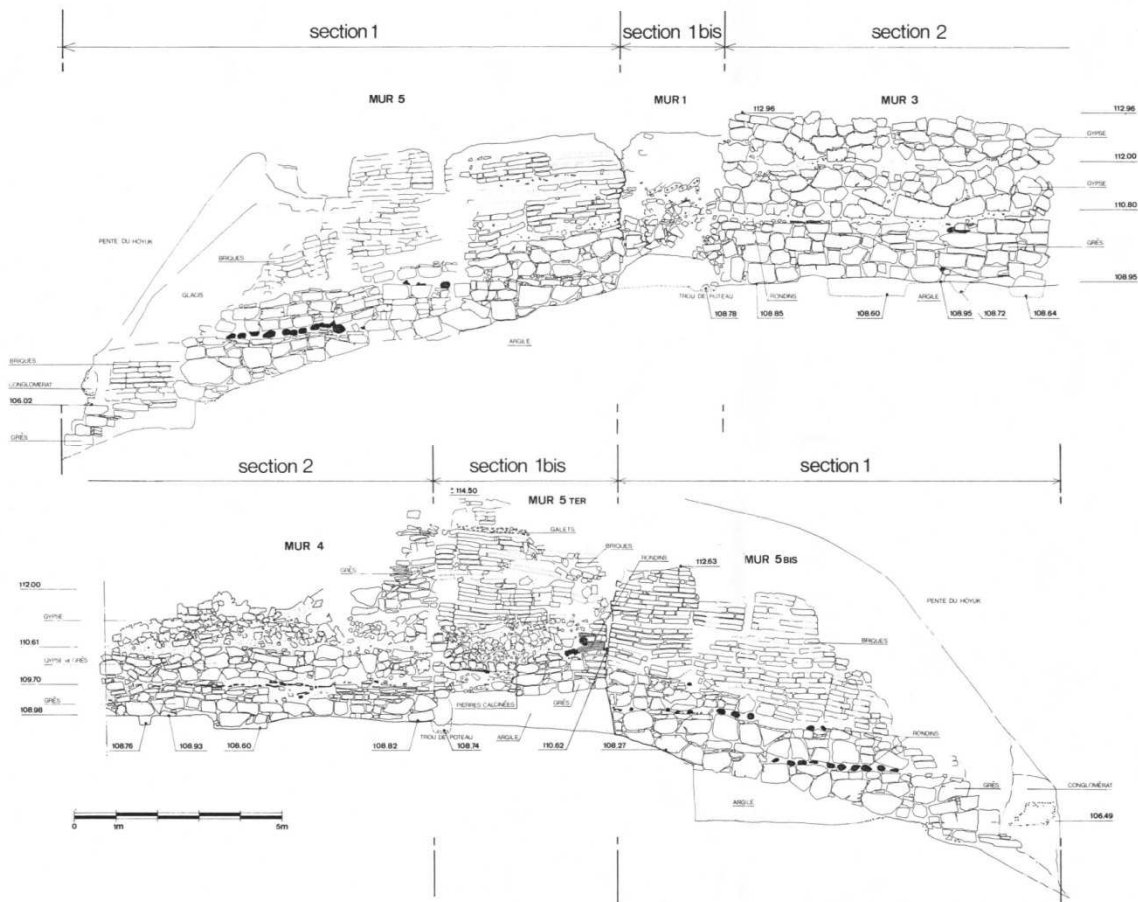 section 1
section 1 bis
section 2
MUR 5
MUR 1
MUR 3
112.96
112.96
GYPSE
112.00
GYPSE
110.80
PENTE DU HOYUK
GRÈS
BRIQUES
108.95
GLACIS
TROU DE POTEAU
RONDINS
ARGILE
108.78
108.85
108.60
108.95
108.72
108.64
ARGILE
BRIQUES
CONGLOMERAT
106.02
GRÈS
section 2
section 1bis
section 1
114.50
MUR 5 TER
GALETS
MUR 4
BRIQUES
RONDINS
112.63
MUR 5 BIS
GRÈS
112.00
PENTE DU HOYUK
GYPSE
110.61
BRIQUES
GYPSE et GRÈS
109.70
GRÈS
108.98
PIERRES CALCINÉES
GRÈS
TROU DE POTEAU
ARGILE
RONDINS
108.76
108.93
108.60
108.82
108.74
110.62
108.27
GRÈS
CONGLOMÉRAT
ARGILE
106.49
0 1m 5m